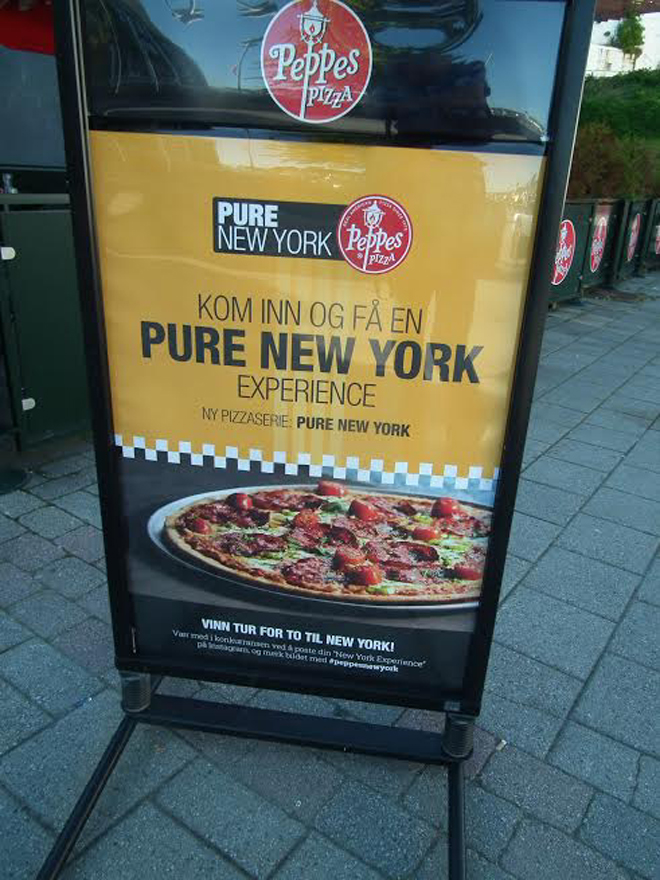 Peppes
PIZZA
PURE
NEW YORK
Peppes
PIZZA
KOM INN OG FÅ EN
PURE NEW YORK
EXPERIENCE
NY PIZZASERIE: PURE NEW YORK
VINN TUR FOR TO TIL NEW YORK!
Vær med i konkurransen ved å poste din "New York Experience"
på Instagram, og merk bildet med #peppesnewyork
Peppes